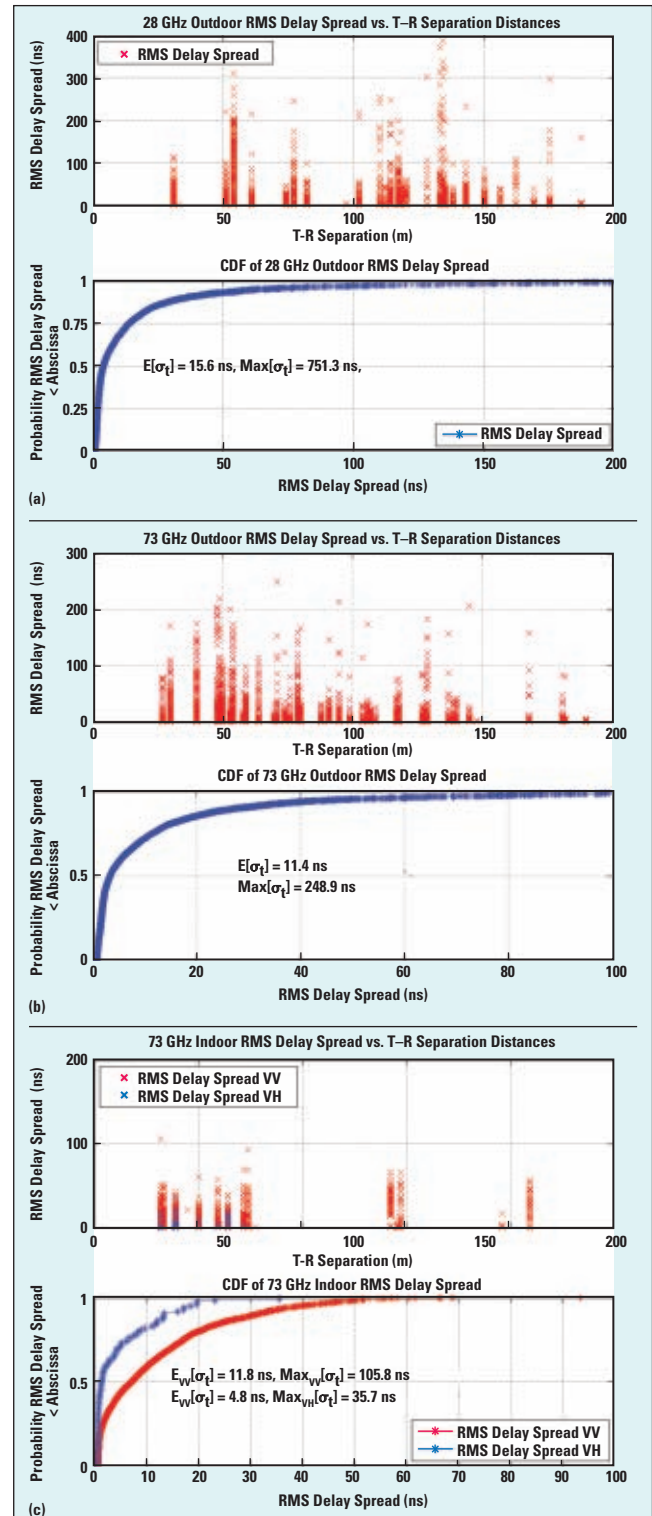 28 GHz Outdoor RMS Delay Spread vs. T–R Separation Distances
RMS Delay Spread (ns)
400
300
200
100
0
RMS Delay Spread
0 50 100 150 200
T-R Separation (m)
CDF of 28 GHz Outdoor RMS Delay Spread
Probability RMS Delay Spread
< Abscissa
1
0.75
0.5
0.25
0
E[σt] = 15.6 ns, Max[σt] = 751.3 ns,
RMS Delay Spread
0 50 100 150 200
RMS Delay Spread (ns)
(a)
73 GHz Outdoor RMS Delay Spread vs. T–R Separation Distances
RMS Delay Spread (ns)
300
200
100
0
0 50 100 150 200
T-R Separation (m)
CDF of 73 GHz Outdoor RMS Delay Spread
Probability RMS Delay Spread
< Abscissa
1
0.5
0
E[σt] = 11.4 ns
Max[σt] = 248.9 ns
0 20 40 60 80 100
RMS Delay Spread (ns)
(b)
73 GHz Indoor RMS Delay Spread vs. T–R Separation Distances
RMS Delay Spread (ns)
200
100
0
RMS Delay Spread VV
RMS Delay Spread VH
0 50 100 150 200
T-R Separation (m)
CDF of 73 GHz Indoor RMS Delay Spread
Probability RMS Delay Spread
< Abscissa
1
0.5
0
EVV[σt] = 11.8 ns, MaxVV[σt] = 105.8 ns
EVV[σt] = 4.8 ns, MaxVH[σt] = 35.7 ns
RMS Delay Spread VV
RMS Delay Spread VH
0 10 20 30 40 50 60 70 80 90 100
RMS Delay Spread (ns)
(c)